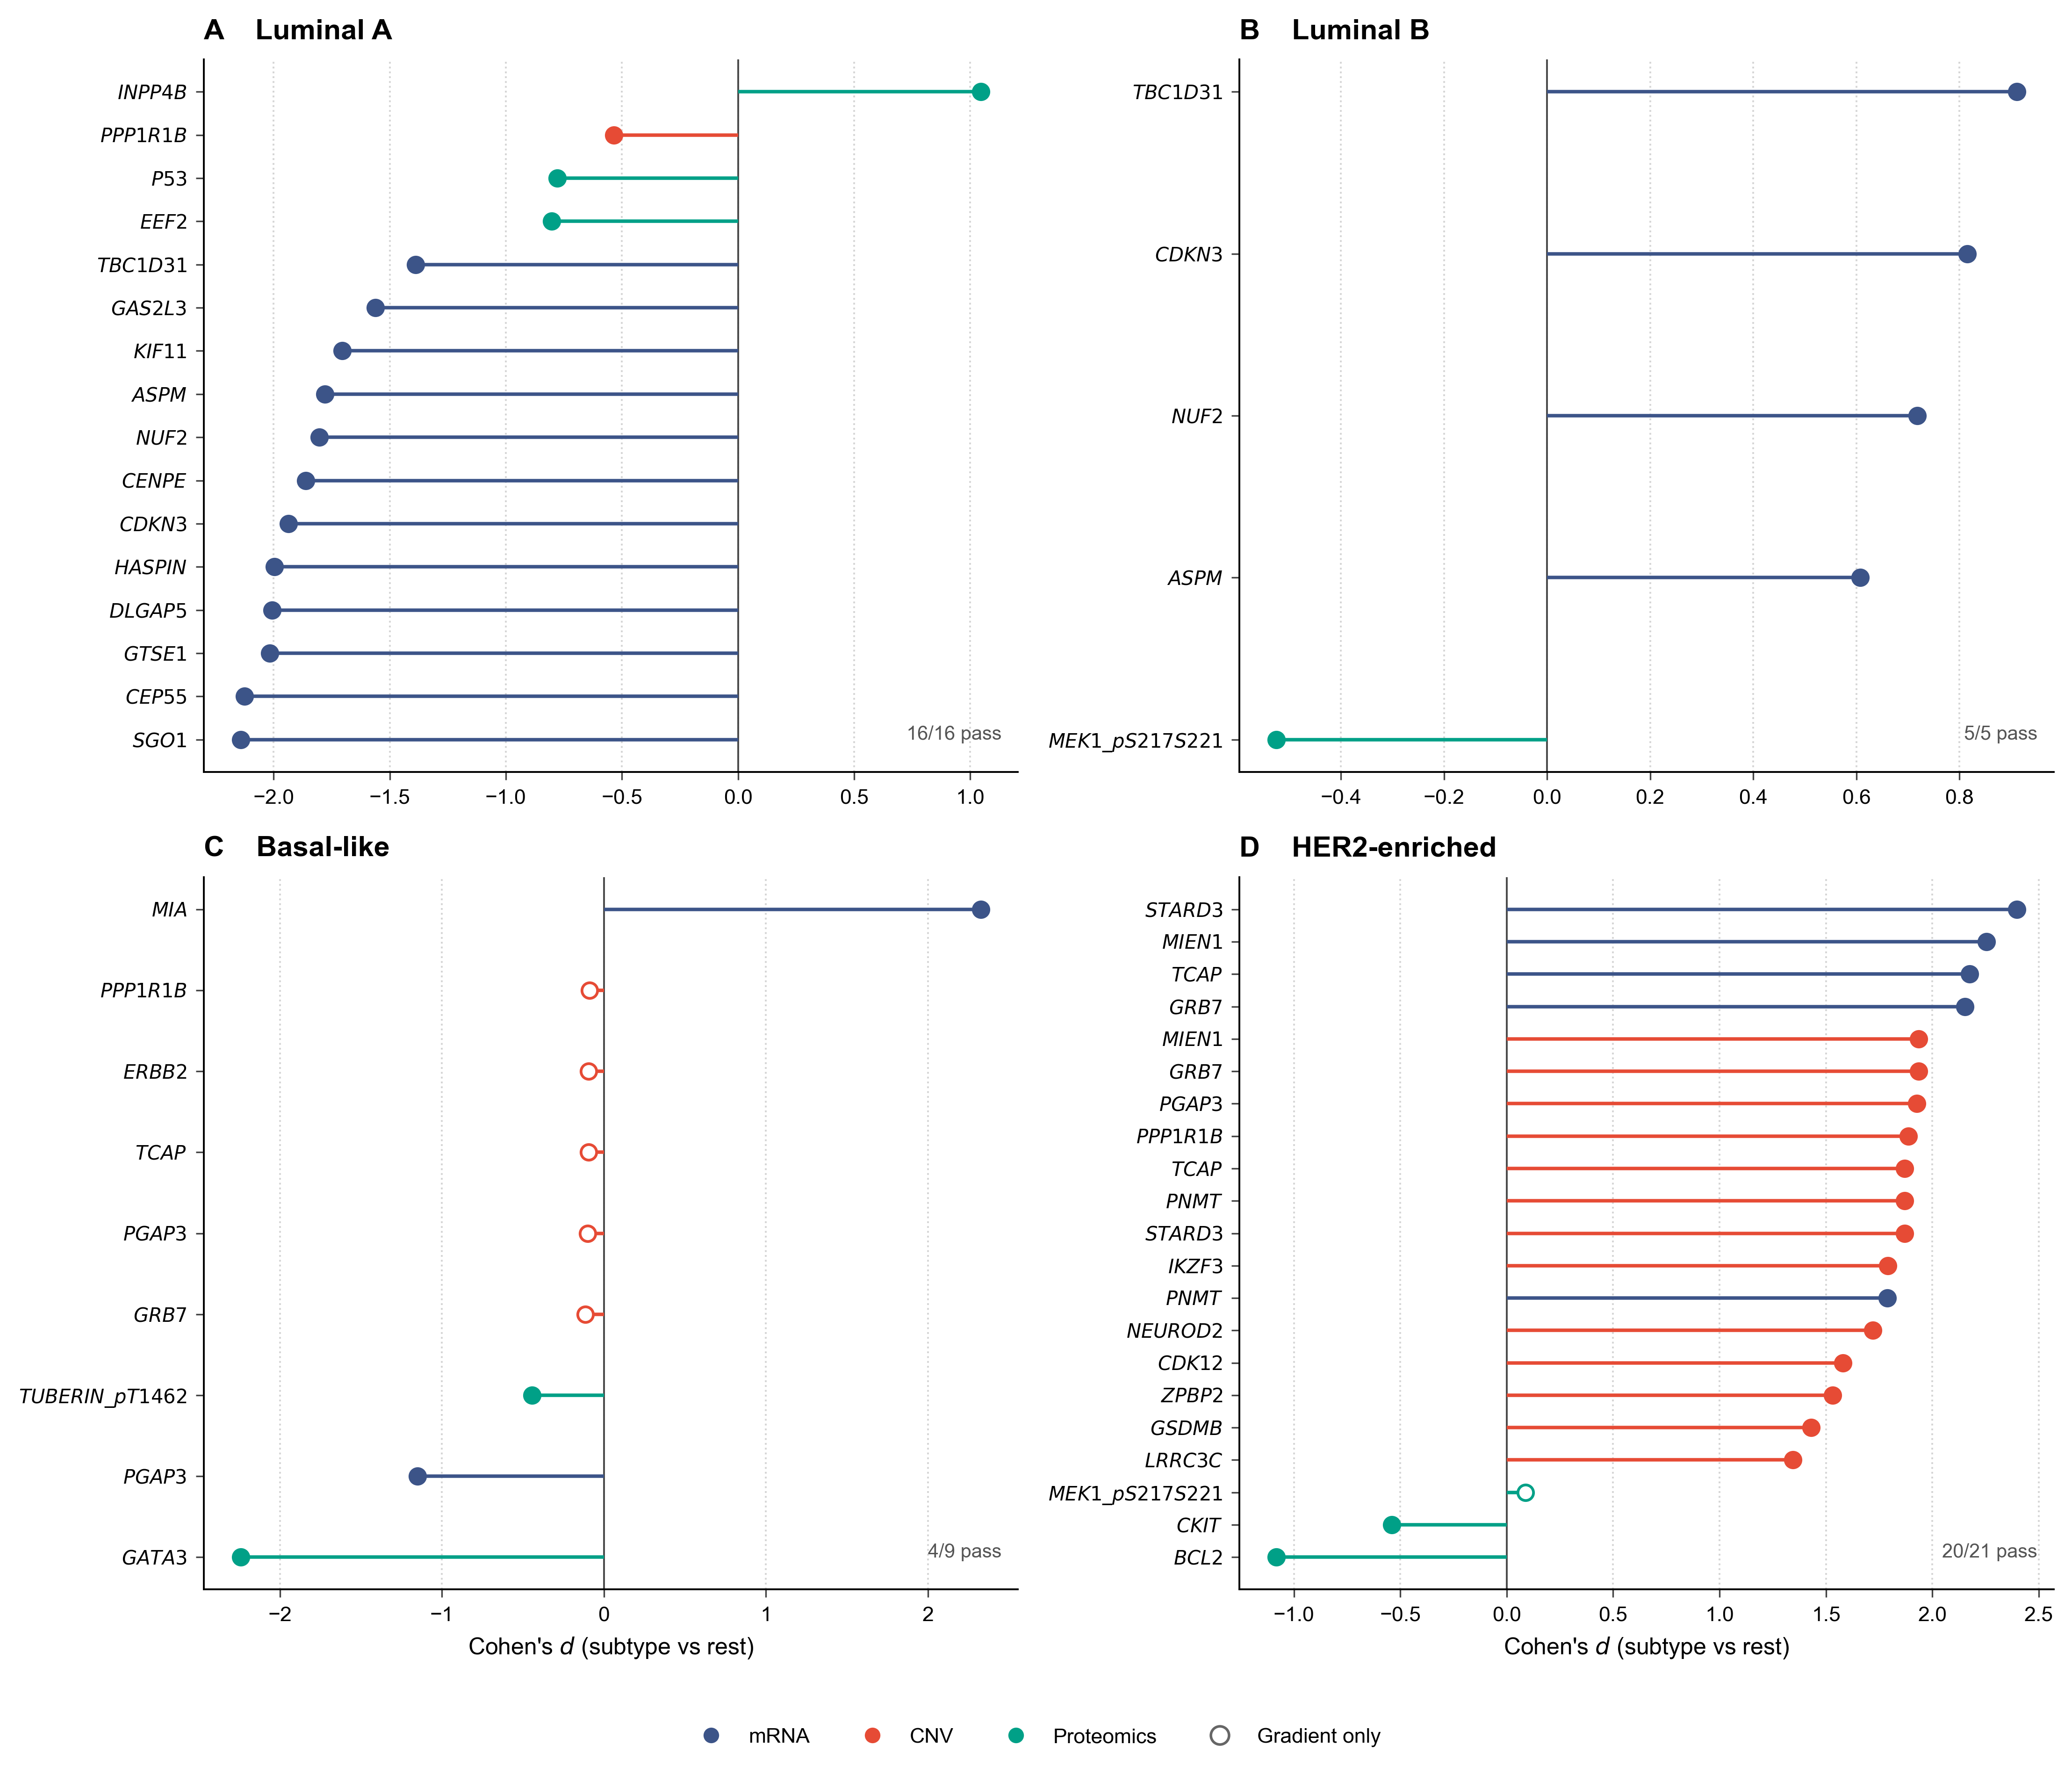 A Luminal A
INPP4B
PPP1R1B
P53
EEF2
TBC1D31
GAS2L3
KIF11
ASPM
NUF2
CENPE
CDKN3
HASPIN
DLGAP5
GTSE1
CEP55
SGO1
16/16 pass
−2.0 −1.5 −1.0 −0.5 0.0 0.5 1.0
B Luminal B
TBC1D31
CDKN3
NUF2
ASPM
MEK1_pS217S221
5/5 pass
−0.4 −0.2 0.0 0.2 0.4 0.6 0.8
C Basal-like
MIA
PPP1R1B
ERBB2
TCAP
PGAP3
GRB7
TUBERIN_pT1462
PGAP3
GATA3
4/9 pass
−2 −1 0 1 2
Cohen's d (subtype vs rest)
D HER2-enriched
STARD3
MIEN1
TCAP
GRB7
MIEN1
GRB7
PGAP3
PPP1R1B
TCAP
PNMT
STARD3
IKZF3
PNMT
NEUROD2
CDK12
ZPBP2
GSDMB
LRRC3C
MEK1_pS217S221
CKIT
BCL2
20/21 pass
−1.0 −0.5 0.0 0.5 1.0 1.5 2.0 2.5
Cohen's d (subtype vs rest)
mRNA CNV Proteomics Gradient only